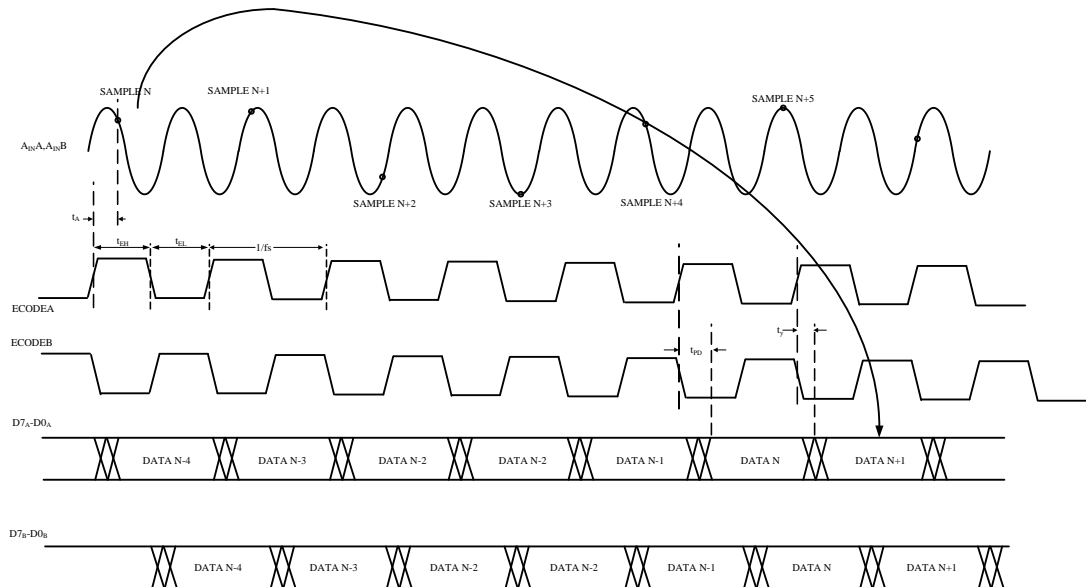 SAMPLE N
SAMPLE N+1
SAMPLE N+5
AINA,AINB
SAMPLE N+2
SAMPLE N+3
SAMPLE N+4
tA
tEH
tEL
1/fs
ECODEA
ECODEB
tPD
D7A-D0A
DATA N-4
DATA N-3
DATA N-2
DATA N-2
DATA N-1
DATA N
DATA N+1
D7B-D0B
DATA N-4
DATA N-3
DATA N-2
DATA N-2
DATA N-1
DATA N
DATA N+1